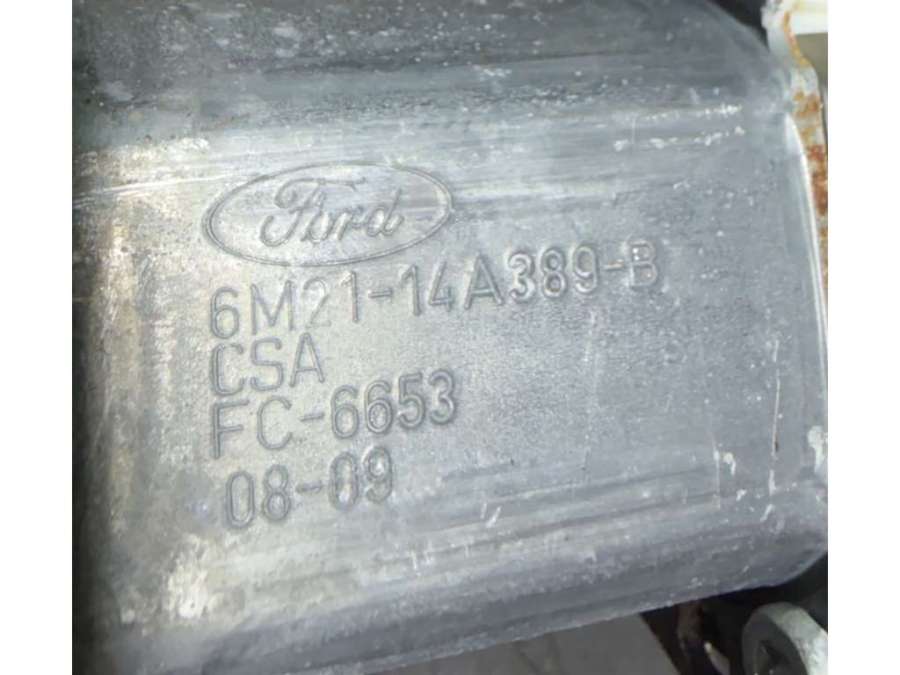 Ford
6M21-14A389-B
CSA
FC-6653
08-09